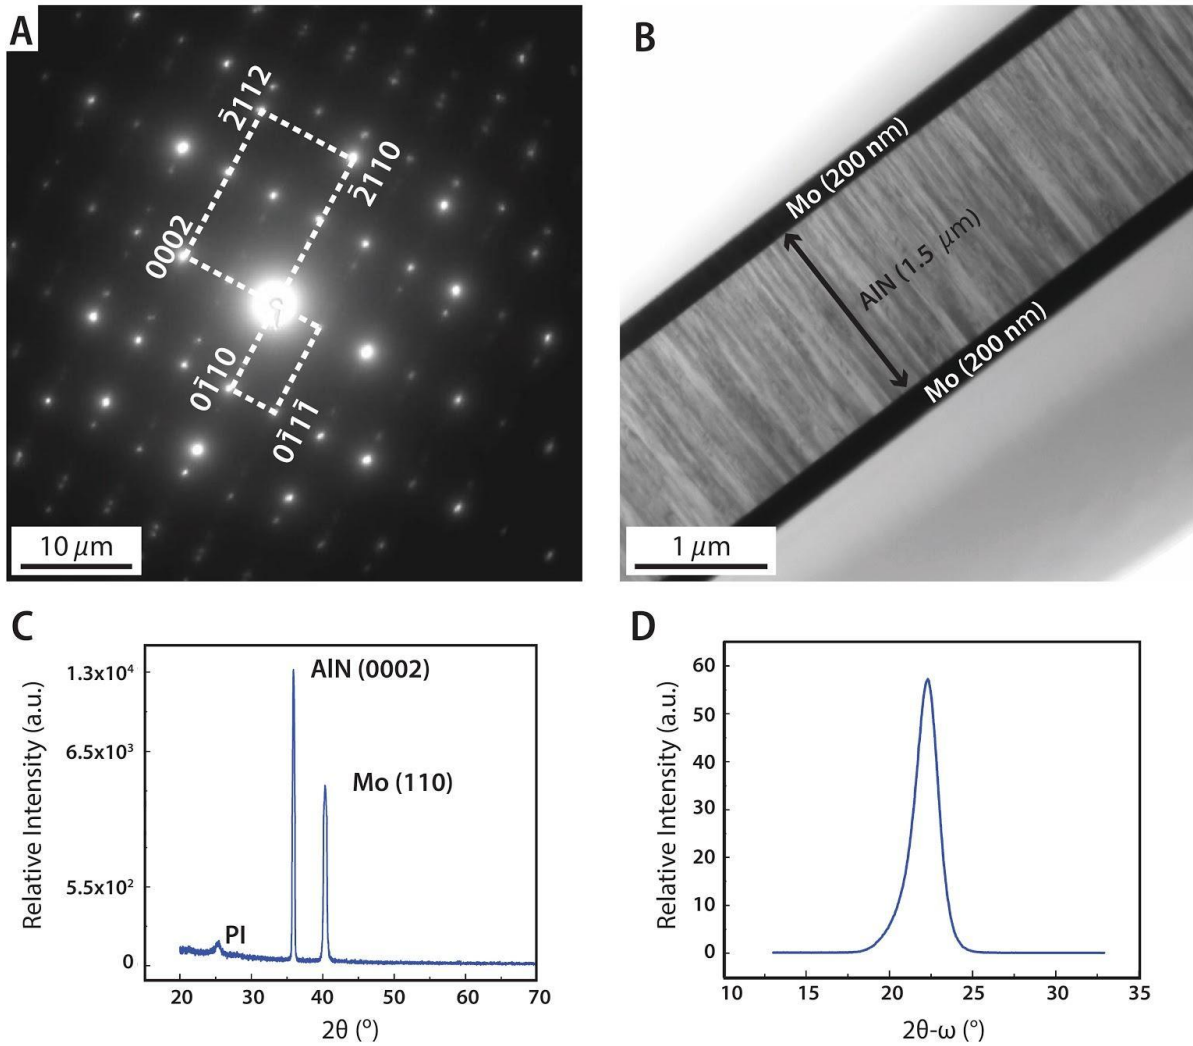 A
2̄112
2̄110
0002
01̄10
01̄11̄
10 μm
B
Mo (200 nm)
AlN (1.5 μm)
Mo (200 nm)
1 μm
C
Relative Intensity (a.u.)
1.3x10⁴
6.5x10³
5.5x10²
0
AlN (0002)
Mo (110)
PI
20 30 40 50 60 70
2θ (º)
D
Relative Intensity (a.u.)
60
50
40
30
20
10
0
10 15 20 25 30 35
2θ-ω (º)